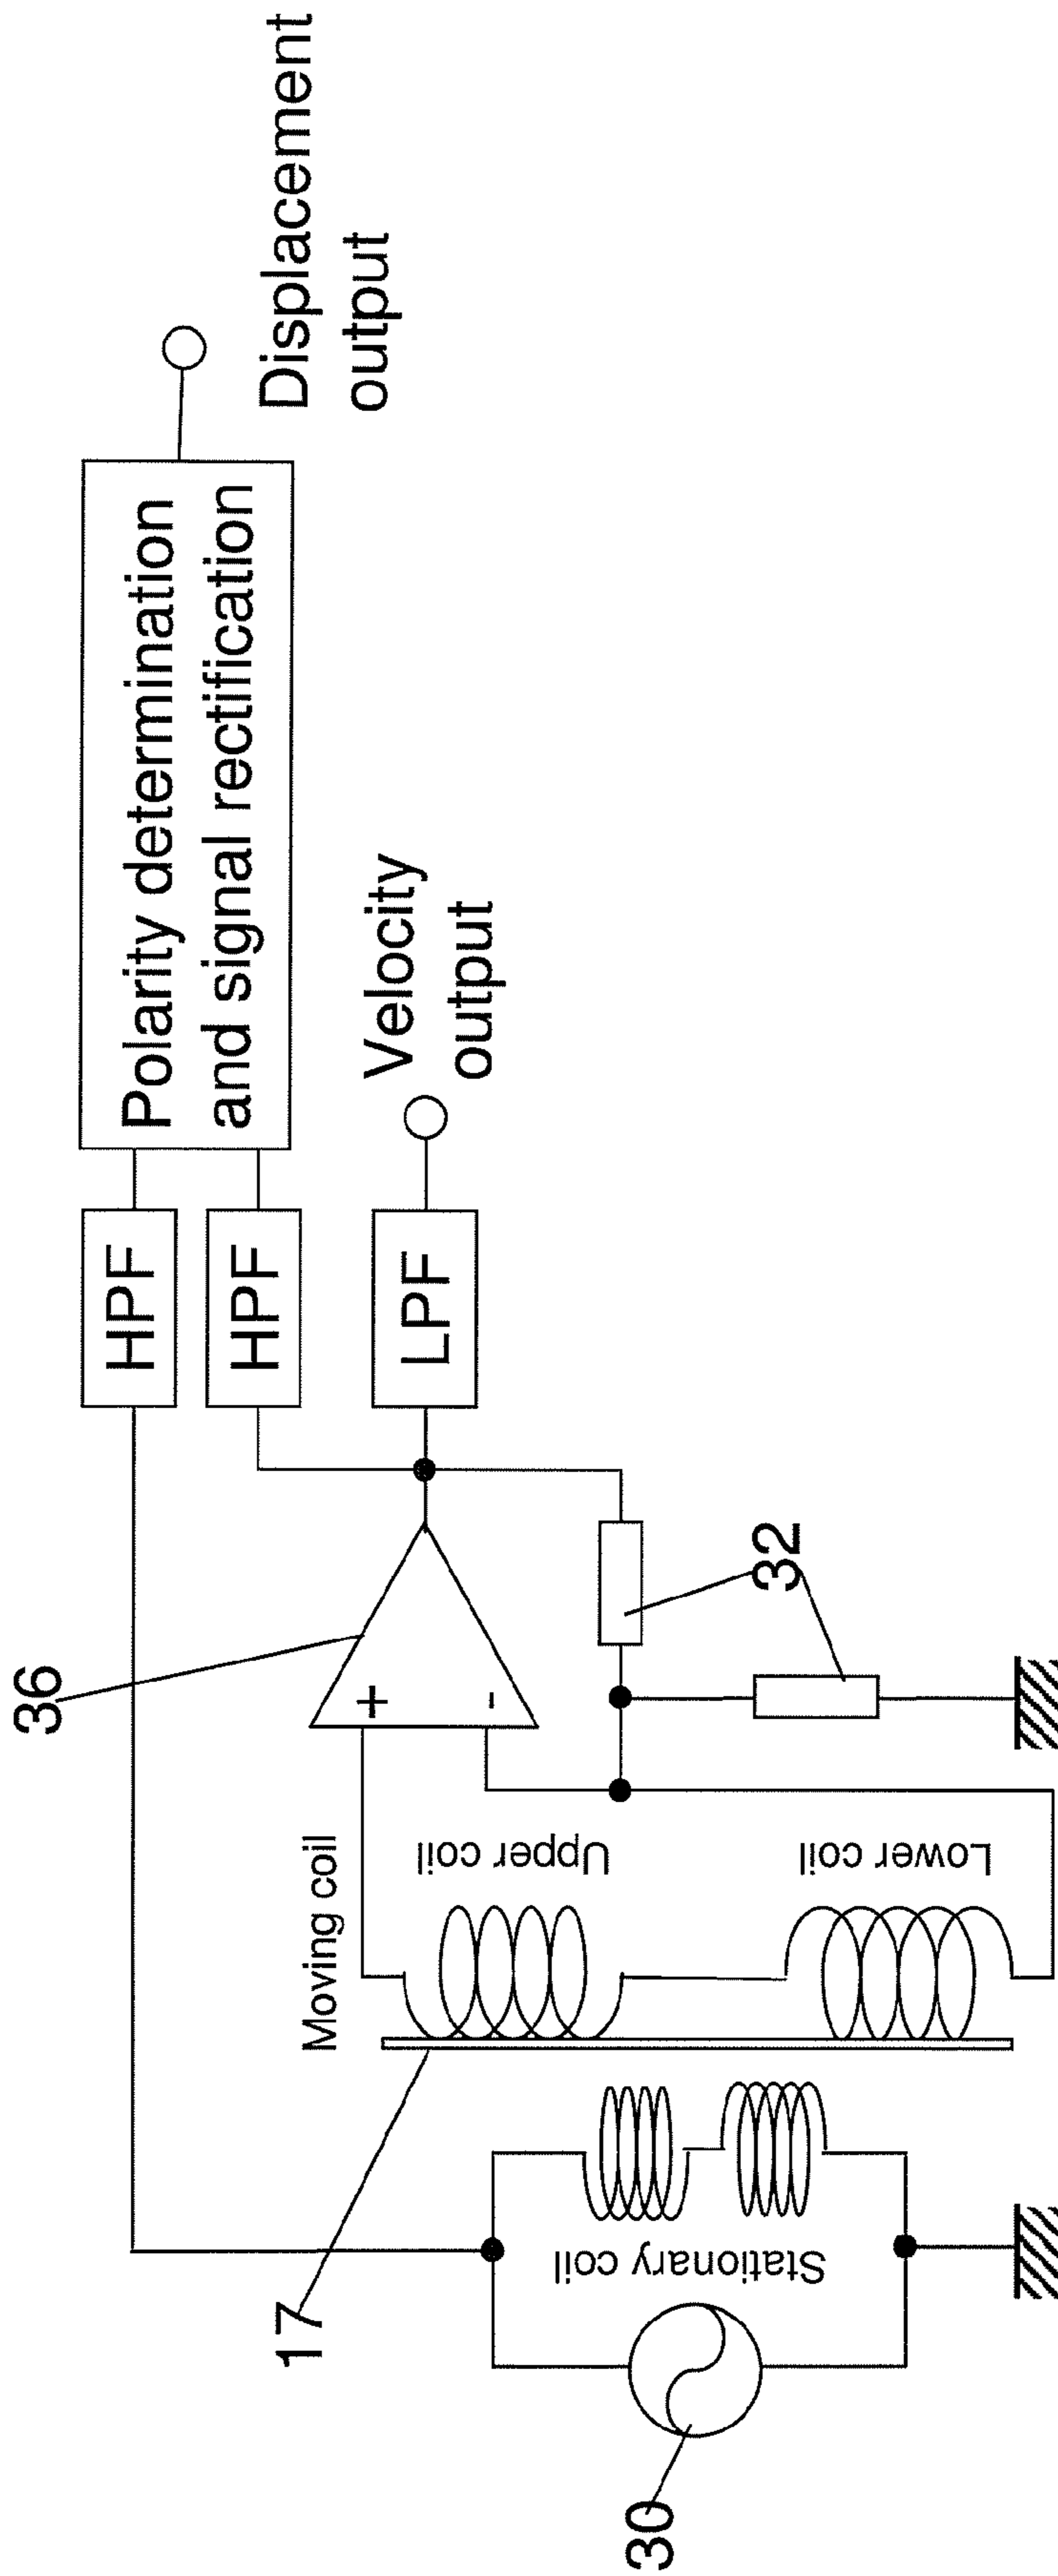 36
HPF
Polarity determination
and signal rectification
Displacement
output
HPF
LPF
Velocity
output
+
-
32
17
Moving coil
Upper coil
Lower coil
Stationary coil
30